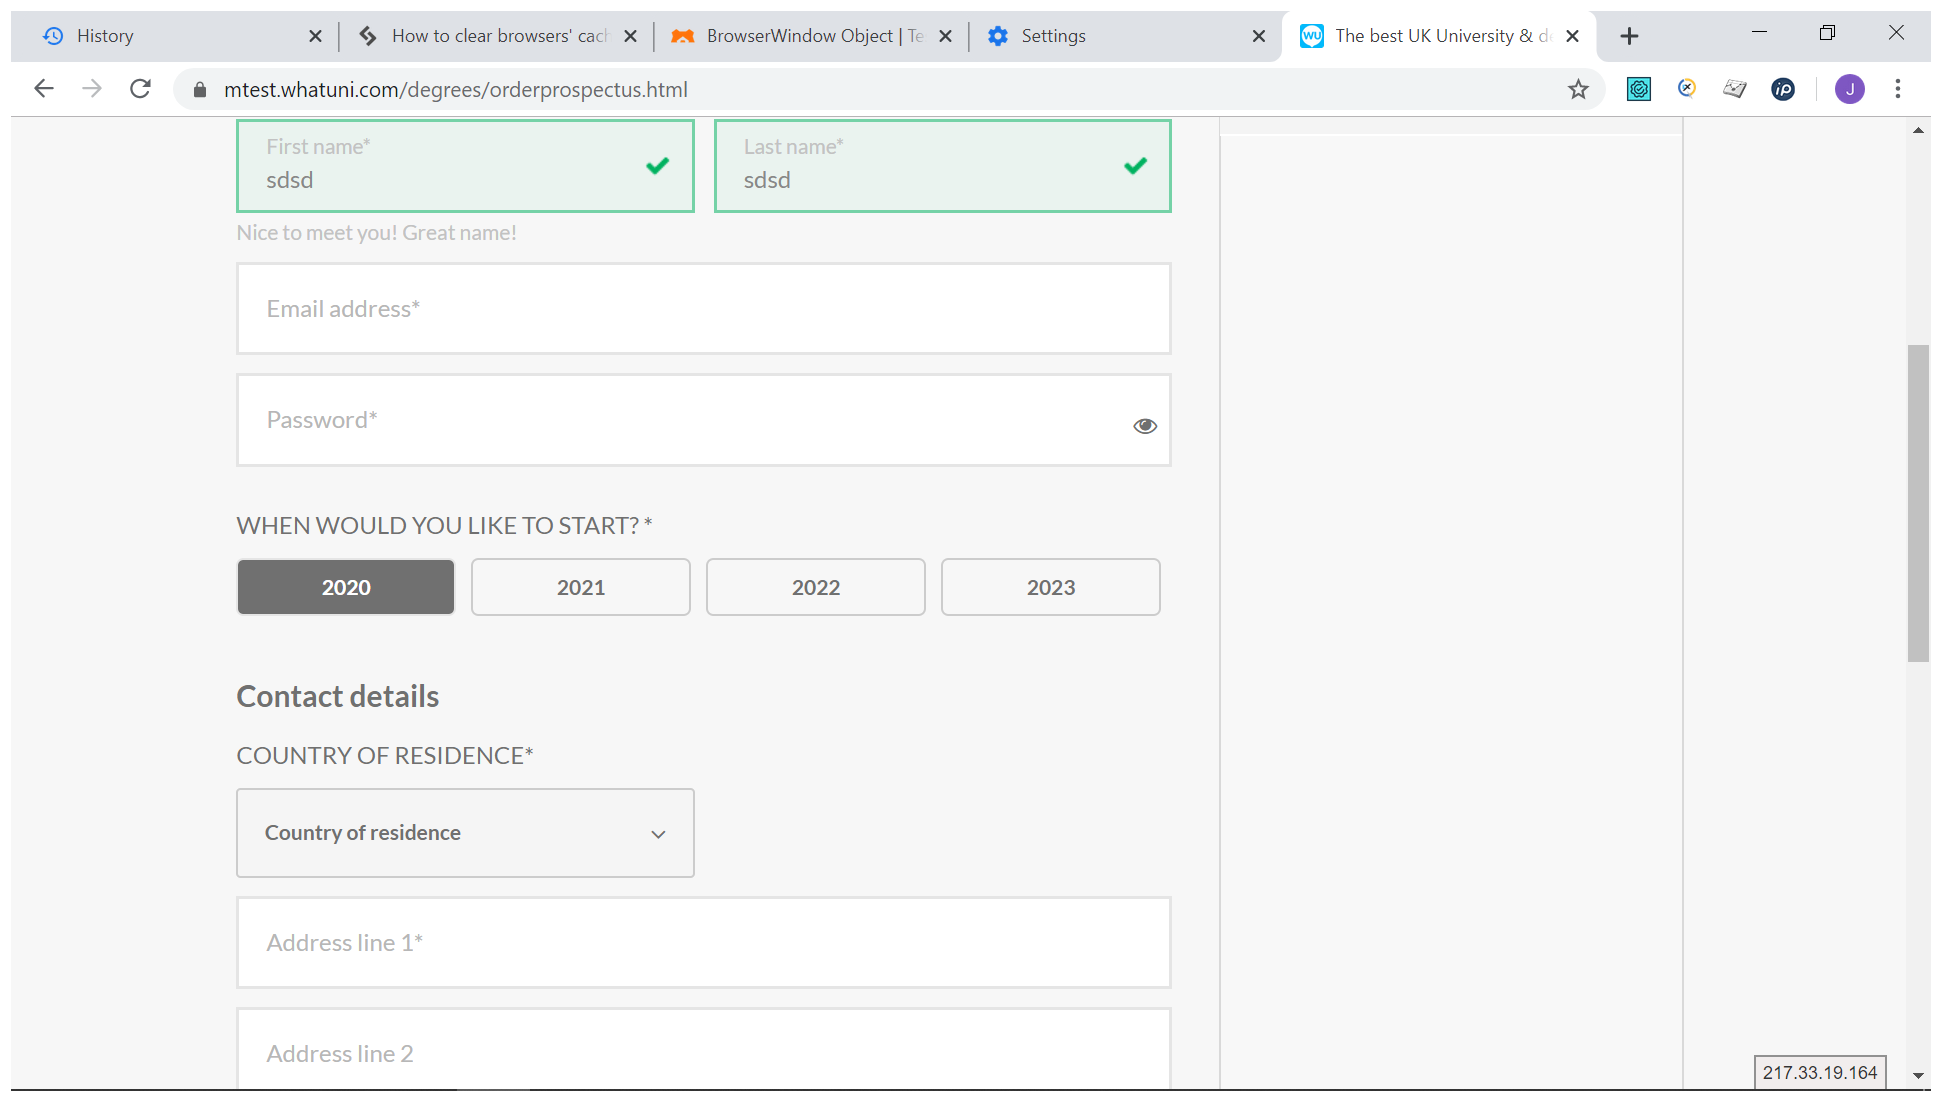 History
How to clear browsers' cach
BrowserWindow Object | Te
Settings
The best UK University & de
mtest.whatuni.com/degrees/orderprospectus.html
iP
J
First name*
sdsd
Last name*
sdsd
Nice to meet you! Great name!
Email address*
Password*
WHEN WOULD YOU LIKE TO START? *
2020
2021
2022
2023
Contact details
COUNTRY OF RESIDENCE*
Country of residence
Address line 1*
Address line 2
217.33.19.164